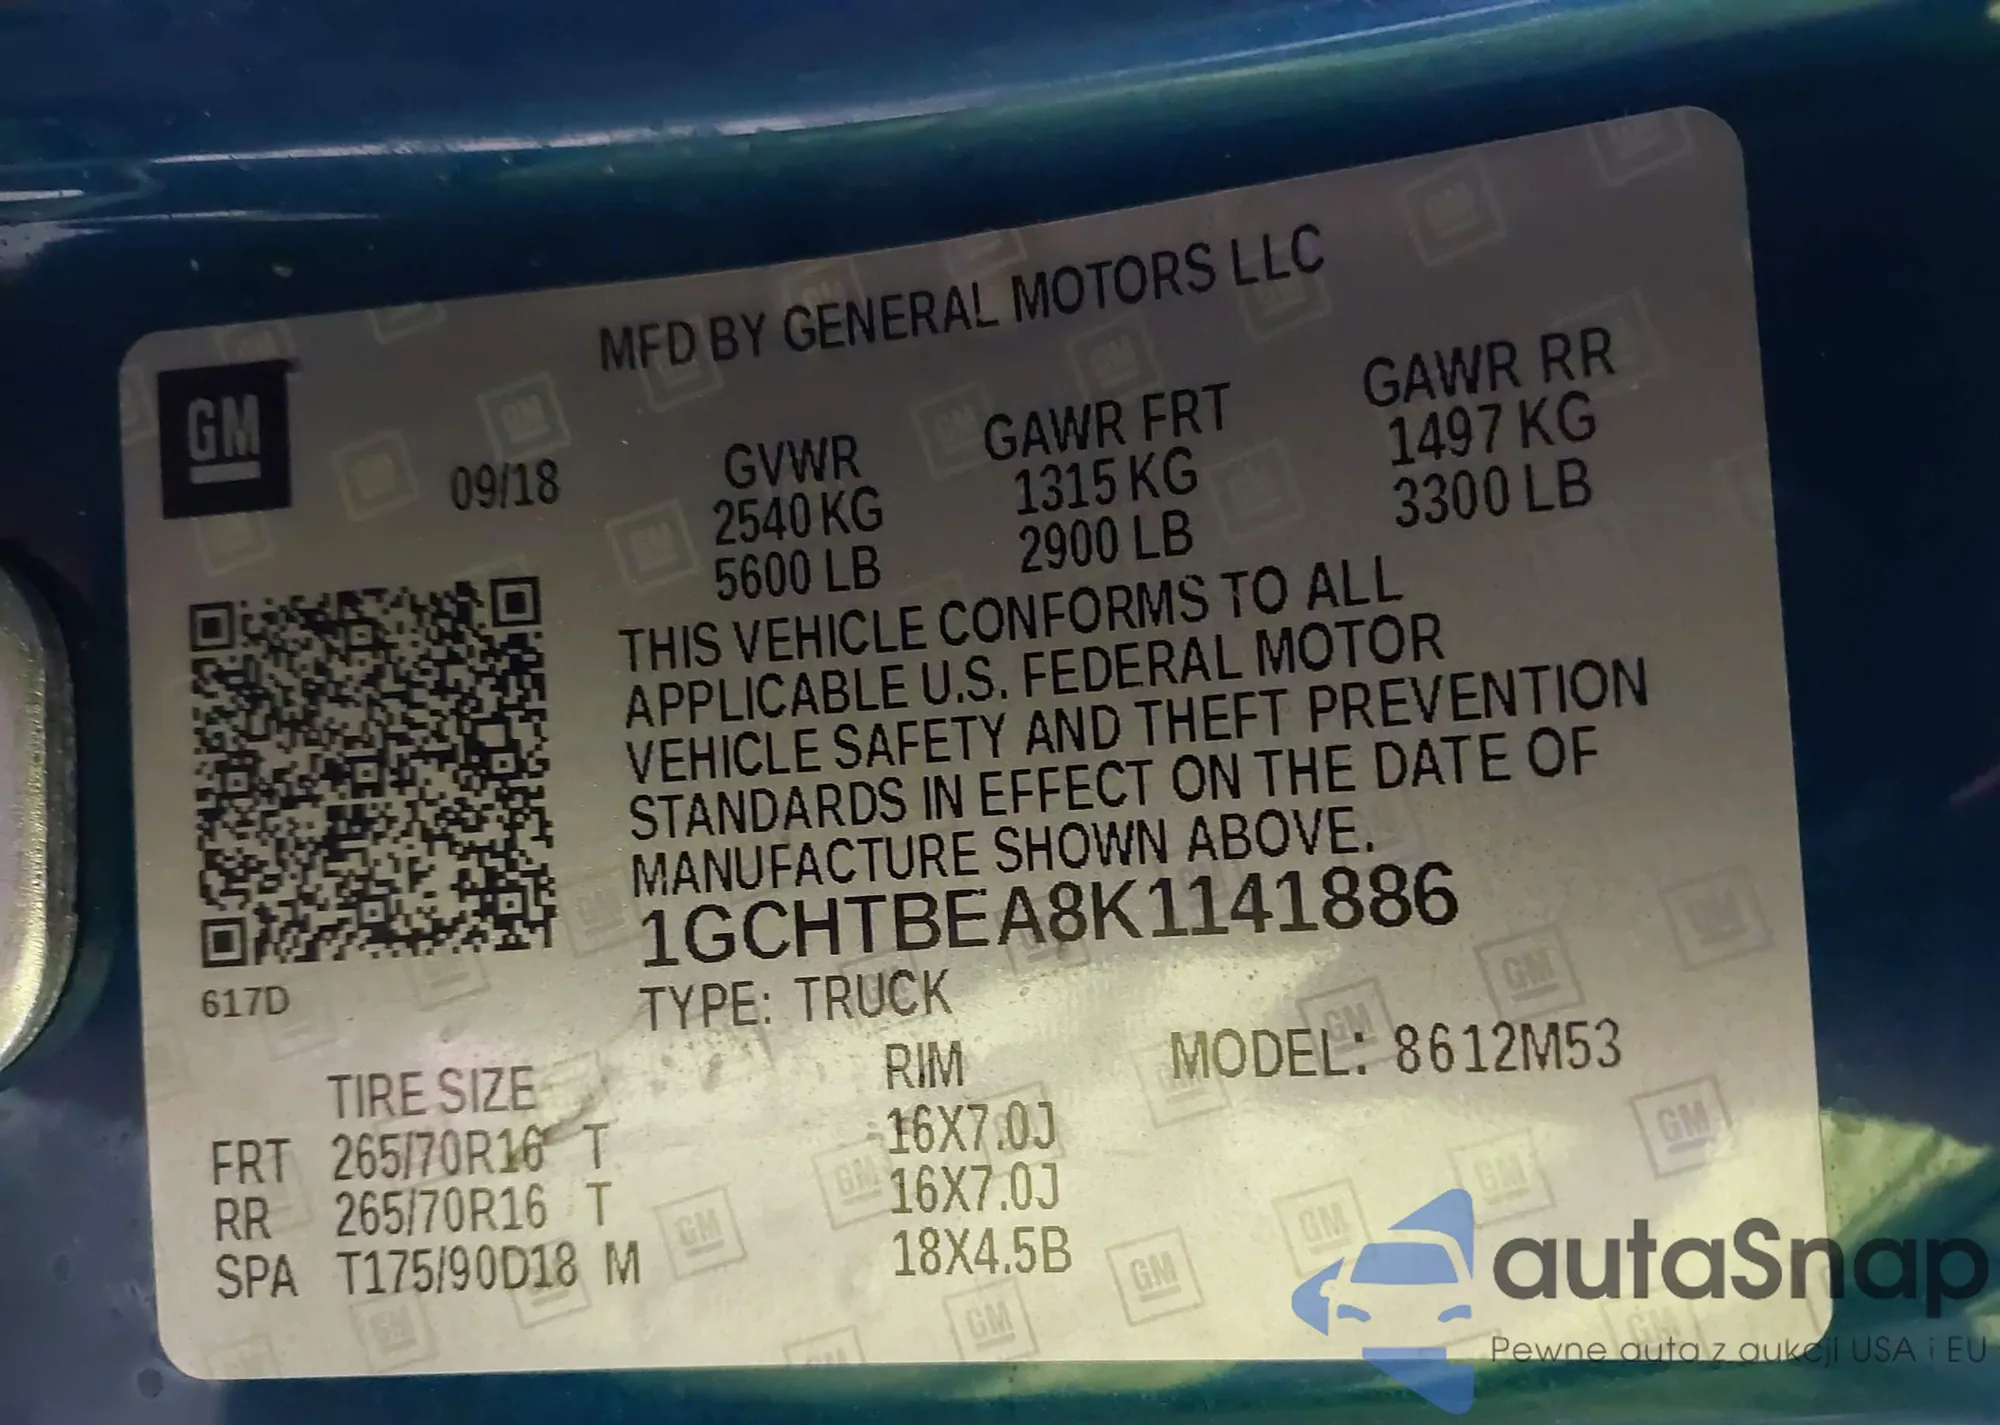 MFD BY GENERAL MOTORS LLC
GM
09/18
GVWR GAWR FRT GAWR RR
2540 KG 1315 KG 1497 KG
5600 LB 2900 LB 3300 LB
THIS VEHICLE CONFORMS TO ALL
APPLICABLE U.S. FEDERAL MOTOR
VEHICLE SAFETY AND THEFT PREVENTION
STANDARDS IN EFFECT ON THE DATE OF
MANUFACTURE SHOWN ABOVE.
1GCHTBEA8K1141886
617D
TYPE: TRUCK
MODEL: 8612M53
TIRE SIZE RIM
FRT 265/70R16 T 16X7.0J
RR 265/70R16 T 16X7.0J
SPA T175/90D18 M 18X4.5B
autaSnap
Pewne auta z aukcji USA i EU